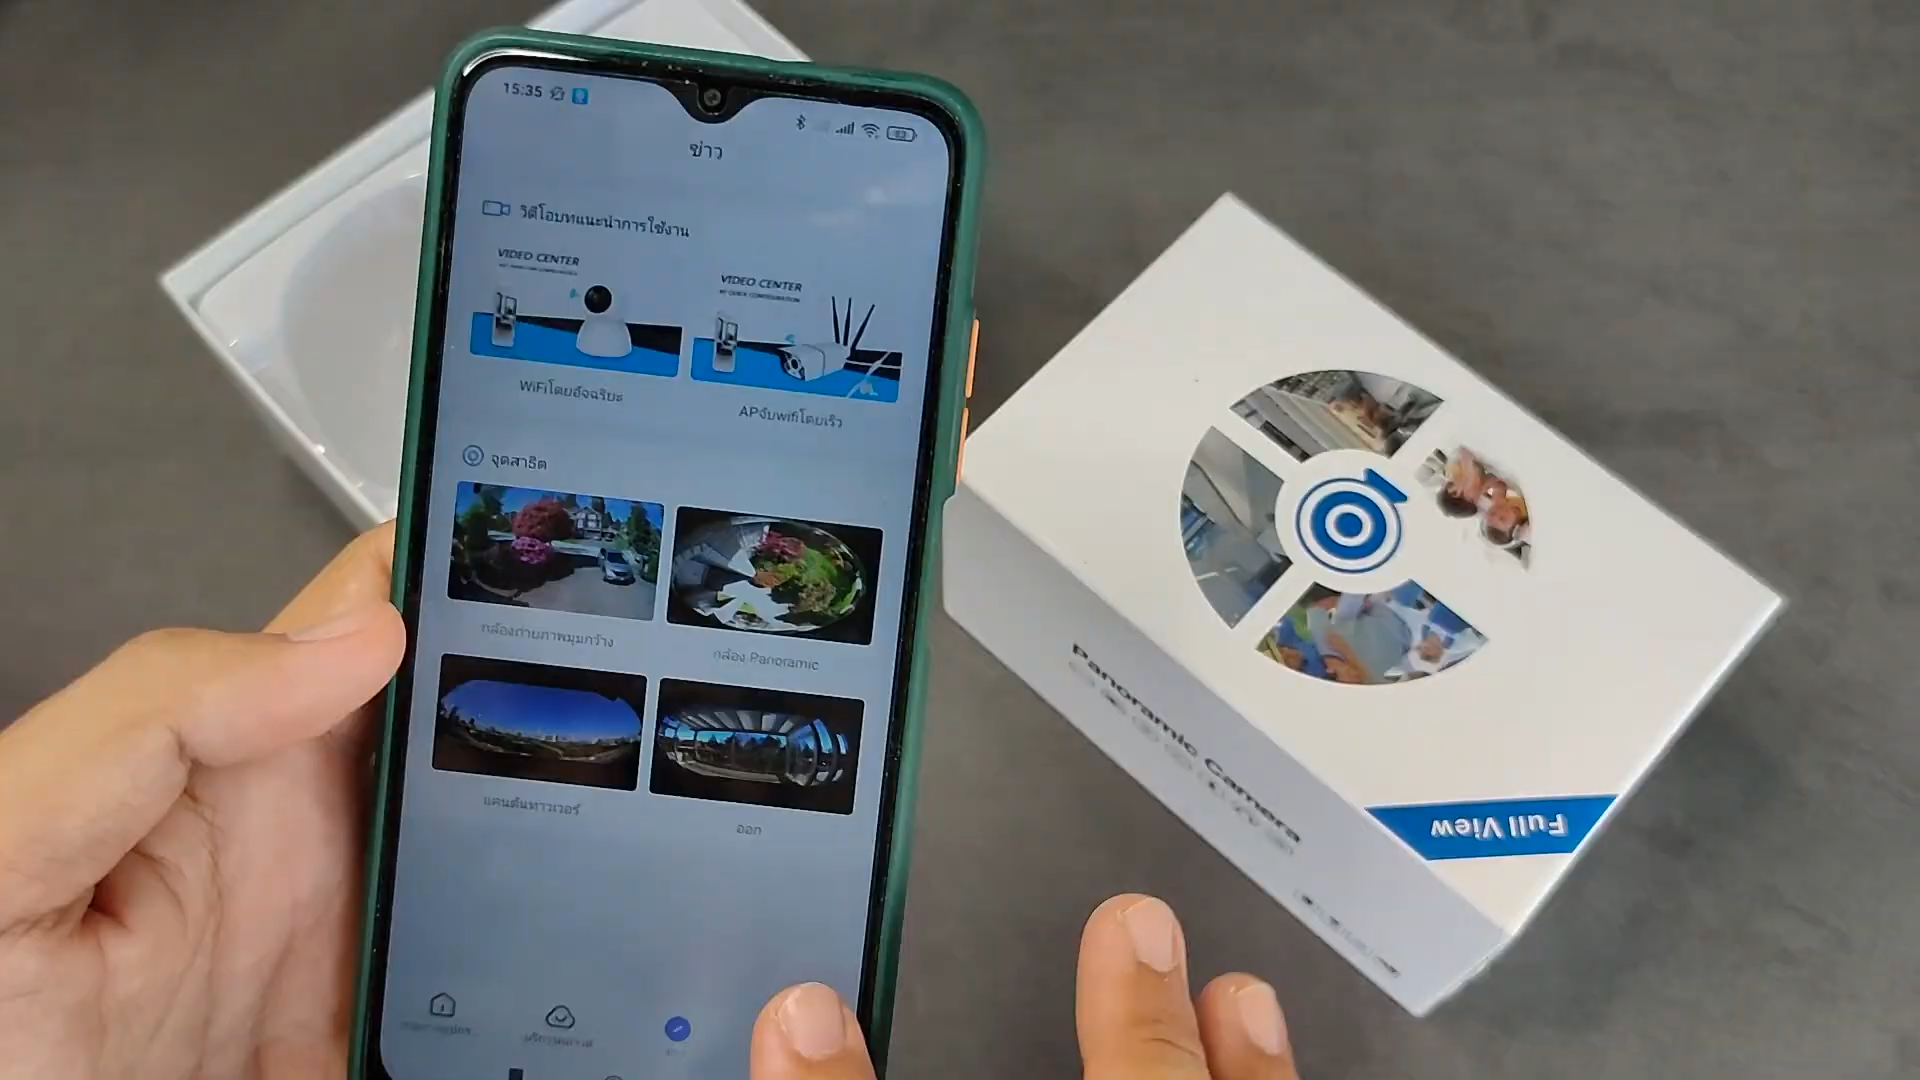 15:35
ข่าว
วิดีโอบทแนะนำการใช้งาน
VIDEO CENTER
VIDEO CENTER
AP QUICK CONFIGURATION
WiFiโดยอัจฉริยะ
APจับwifiโดยเร็ว
จุดสาธิต
กล้องถ่ายภาพมุมกว้าง
กล้อง Panoramic
แคนตันทาวเวอร์
ออก
Panoramic Camera
Full View